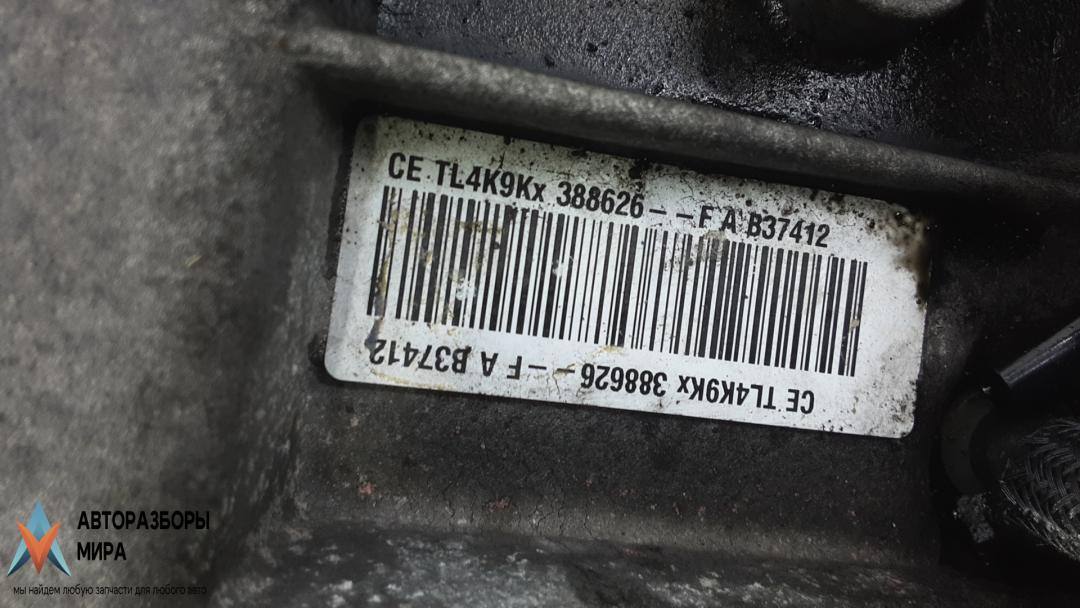 CE TL4K9Kx 388626--F A B37412
CE TL4K9Kx 388626--F A B37412
АВТОРАЗБОРЫ
МИРА
мы найдем любую запчасти для любого авто